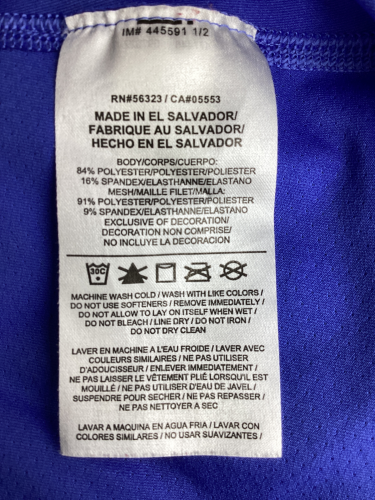 IM# 445591 1/2
RN#56323 / CA#05553
MADE IN EL SALVADOR/
FABRIQUE AU SALVADOR/
HECHO EN EL SALVADOR
BODY/CORPS/CUERPO:
84% POLYESTER/POLYESTER/POLIESTER
16% SPANDEX/ELASTHANNE/ELASTANO
MESH/MAILLE FILET/MALLA:
91% POLYESTER/POLYESTER/POLIESTER
9% SPANDEX/ELASTHANNE/ELASTANO
EXCLUSIVE OF DECORATION/
DECORATION NON COMPRISE/
NO INCLUYE LA DECORACION
30C
MACHINE WASH COLD / WASH WITH LIKE COLORS /
DO NOT USE SOFTENERS / REMOVE IMMEDIATELY /
DO NOT ALLOW TO LAY ON ITSELF WHEN WET /
DO NOT BLEACH / LINE DRY / DO NOT IRON /
DO NOT DRY CLEAN
LAVER EN MACHINE A L'EAU FROIDE / LAVER AVEC
COULEURS SIMILAIRES / NE PAS UTILISER
D'ADOUCISSEUR / ENLEVER IMMEDIATEMENT /
NE PAS LAISSER LE VÊTEMENT PLIÉ LORSQU'IL EST
MOUILLÉ / NE PAS UTILISER D'EAU DE JAVEL /
SUSPENDRE POUR SECHER / NE PAS REPASSER /
NE PAS NETTOYER A SEC
LAVAR A MAQUINA EN AGUA FRIA / LAVAR CON
COLORES SIMILARES / NO USAR SUAVIZANTES /